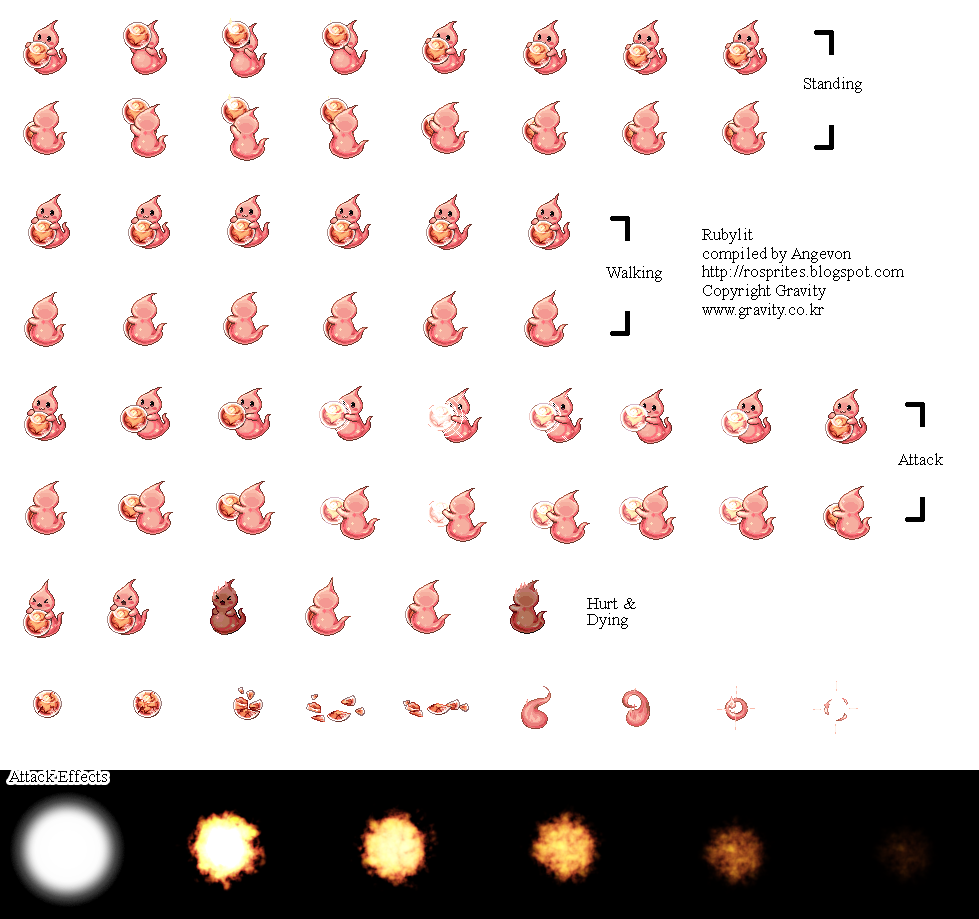 Standing
Rubylit
compiled by Angevon
http://rosprites.blogspot.com
Copyright Gravity
www.gravity.co.kr
Walking
Attack
Hurt &
Dying
Attack Effects